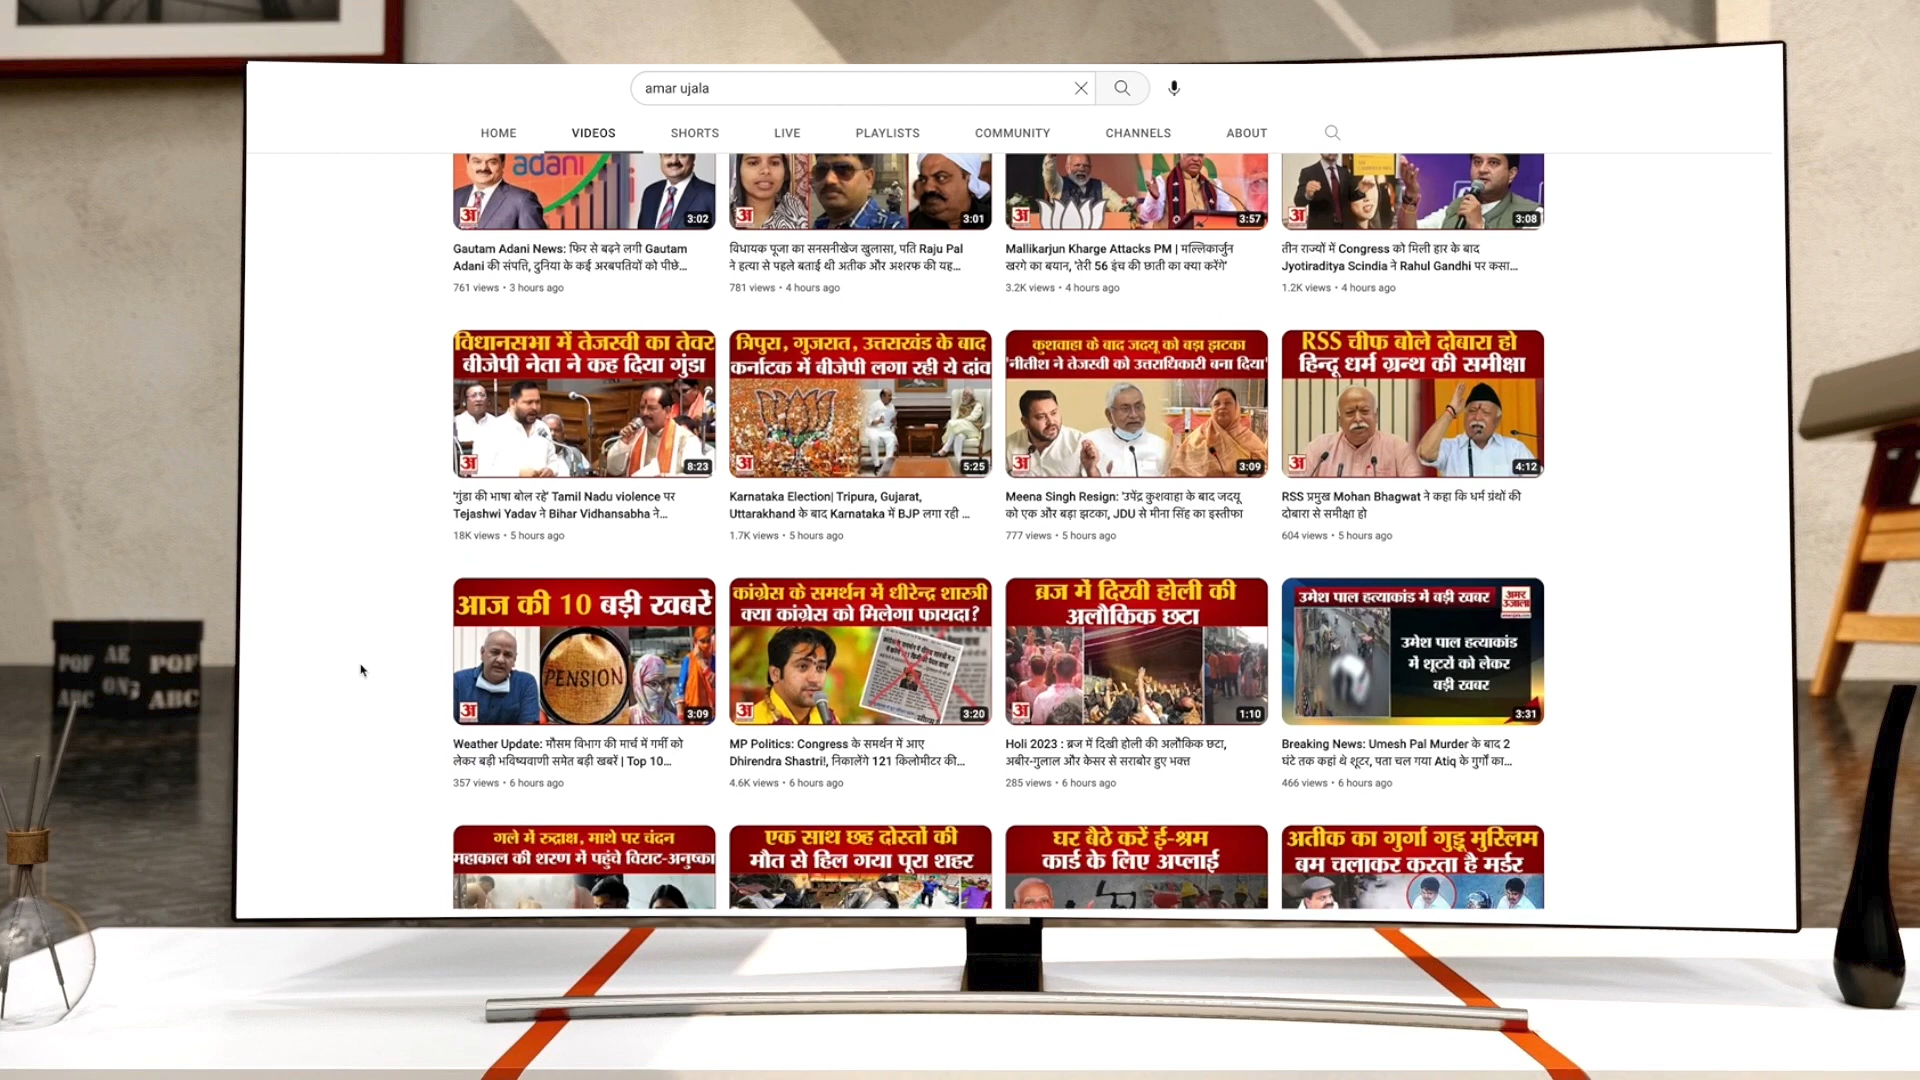 amar ujala
HOME VIDEOS SHORTS LIVE PLAYLISTS COMMUNITY CHANNELS ABOUT
adani
अ 3:02
अ 3:01
अ 3:57
अ 3:08
Gautam Adani News: फिर से बढ़ने लगी Gautam
Adani की संपत्ति, दुनिया के कई अरबपतियों को पीछे...
761 views • 3 hours ago
विधायक पूजा का सनसनीखेज खुलासा, पति Raju Pal
ने हत्या से पहले बताई थी अतीक और अशरफ की यह...
781 views • 4 hours ago
Mallikarjun Kharge Attacks PM | मल्लिकार्जुन
खरगे का बयान, 'तेरी 56 इंच की छाती का क्या करेंगे'
3.2K views • 4 hours ago
तीन राज्यों में Congress को मिली हार के बाद
Jyotiraditya Scindia ने Rahul Gandhi पर कसा...
1.2K views • 4 hours ago
विधानसभा में तेजस्वी का तेवर
बीजेपी नेता ने कह दिया गुंडा
अ 8:23
त्रिपुरा, गुजरात, उत्तराखंड के बाद
कर्नाटक में बीजेपी लगा रही ये दांव
अ 5:25
कुशवाहा के बाद जदयू को बड़ा झटका
'नीतीश ने तेजस्वी को उत्तराधिकारी बना दिया'
अ 3:09
RSS चीफ बोले दोबारा हो
हिन्दू धर्म ग्रन्थ की समीक्षा
अ 4:12
'गुंडा की भाषा बोल रहे' Tamil Nadu violence पर
Tejashwi Yadav ने Bihar Vidhansabha ने...
18K views • 5 hours ago
Karnataka Election| Tripura, Gujarat,
Uttarakhand के बाद Karnataka में BJP लगा रही ...
1.7K views • 5 hours ago
Meena Singh Resign: 'उपेंद्र कुशवाहा के बाद जदयू
को एक और बड़ा झटका, JDU से मीना सिंह का इस्तीफा
777 views • 5 hours ago
RSS प्रमुख Mohan Bhagwat ने कहा कि धर्म ग्रंथों की
दोबारा से समीक्षा हो
604 views • 5 hours ago
आज की 10 बड़ी खबरें
PENSION
अ 3:09
कांग्रेस के समर्थन में धीरेन्द्र शास्त्री
क्या कांग्रेस को मिलेगा फायदा?
अ 3:20
ब्रज में दिखी होली की
अलौकिक छटा
अ 1:10
उमेश पाल हत्याकांड में बड़ी खबर
अमर उजाला
उमेश पाल हत्याकांड
में शूटरों को लेकर
बड़ी खबर
3:31
Weather Update: मौसम विभाग की मार्च में गर्मी को
लेकर बड़ी भविष्यवाणी समेत बड़ी खबरें | Top 10...
357 views • 6 hours ago
MP Politics: Congress के समर्थन में आए
Dhirendra Shastri!, निकालेंगे 121 किलोमीटर की...
4.6K views • 6 hours ago
Holi 2023 : ब्रज में दिखी होली की अलौकिक छटा,
अबीर-गुलाल और केसर से सराबोर हुए भक्त
285 views • 6 hours ago
Breaking News: Umesh Pal Murder के बाद 2
घंटे तक कहां थे शूटर, पता चल गया Atiq के गुर्गों का...
466 views • 6 hours ago
गले में रुद्राक्ष, माथे पर चंदन
महाकाल की शरण में पहुंचे विराट-अनुष्का
एक साथ छह दोस्तों की
मौत से हिल गया पूरा शहर
घर बैठे करें ई-श्रम
कार्ड के लिए अप्लाई
अतीक का गुर्गा गुड्डू मुस्लिम
बम चलाकर करता है मर्डर
PQF AE PQF
ABC ABC